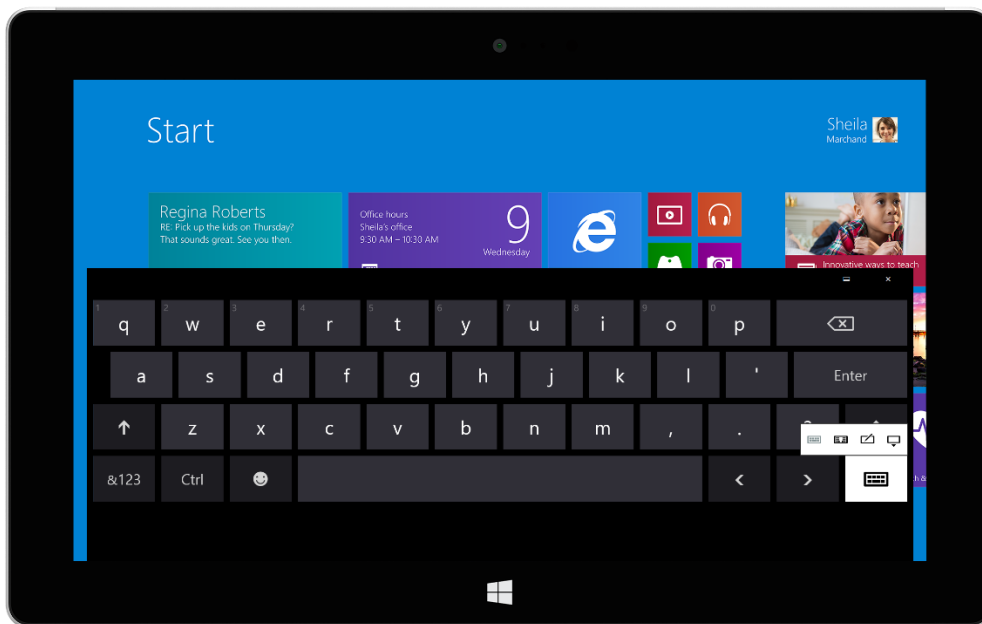 Start
Sheila
Marchand
Regina Roberts
RE: Pick up the kids on Thursday?
That sounds great. See you then.
Office hours
Sheila's office
9:30 AM – 10:30 AM
9
Wednesday
Innovative ways to teach
1 2 3 4 5 6 7 8 9 0
q w e r t y u i o p
a s d f g h j k l ' Enter
z x c v b n m , . ?
&123 Ctrl < >